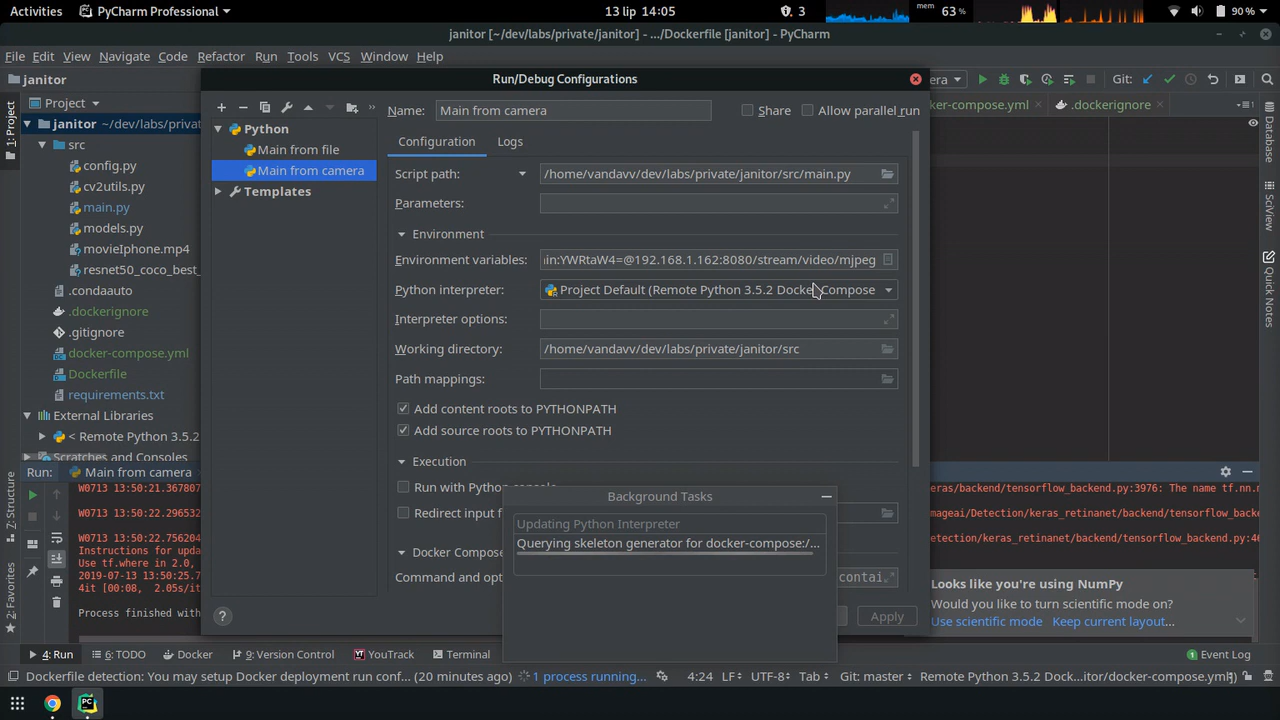 Activities
PyCharm Professional
13 lip 14:05
3
mem
63 %
90 %
janitor [~/dev/labs/private/janitor] - .../Dockerfile [janitor] - PyCharm
File Edit View Navigate Code Refactor Run Tools VCS Window Help
janitor
Git:
Project
cker-compose.yml
.dockerignore
1: Project
janitor ~/dev/labs/privat
src
config.py
cv2utils.py
main.py
models.py
movieIphone.mp4
resnet50_coco_best_
.condaauto
.dockerignore
.gitignore
docker-compose.yml
Dockerfile
requirements.txt
External Libraries
< Remote Python 3.5.2
Scratches and Consoles
Run/Debug Configurations
Python
Main from file
Main from camera
Templates
Name: Main from camera
Share
Allow parallel run
Configuration
Logs
Script path: /home/vandavv/dev/labs/private/janitor/src/main.py
Parameters:
Environment
Environment variables: in:YWRtaW4=@192.168.1.162:8080/stream/video/mjpeg
Python interpreter: Project Default (Remote Python 3.5.2 Docker Compose
Interpreter options:
Working directory: /home/vandavv/dev/labs/private/janitor/src
Path mappings:
Add content roots to PYTHONPATH
Add source roots to PYTHONPATH
Execution
Run with Python console
Redirect input f
Docker Compose
Command and opt
contai
?
Apply
Background Tasks
Updating Python Interpreter
Querying skeleton generator for docker-compose:/...
Database
SciView
Quick Notes
Run: Main from camera
W0713 13:50:21.367807
W0713 13:50:22.296532
W0713 13:50:22.756250
Instructions for upda
Use tf.where in 2.0,
2019-07-13 13:50:25.7
4it [00:08, 2.05s/it
Process finished with
eras/backend/tensorflow_backend.py:3976: The name tf.nn.m
mageai/Detection/keras_retinanet/backend/tensorflow_backe
ction/keras_retinanet/backend/tensorflow_backend.py:46
Looks like you're using NumPy
Would you like to turn scientific mode on?
Use scientific mode Keep current layout...
7: Structure
2: Favorites
4: Run
6: TODO
Docker
9: Version Control
YouTrack
Terminal
1 Event Log
Dockerfile detection: You may setup Docker deployment run conf... (20 minutes ago)
1 process running...
4:24 LF UTF-8 Tab Git: master Remote Python 3.5.2 Dock...itor/docker-compose.yml)